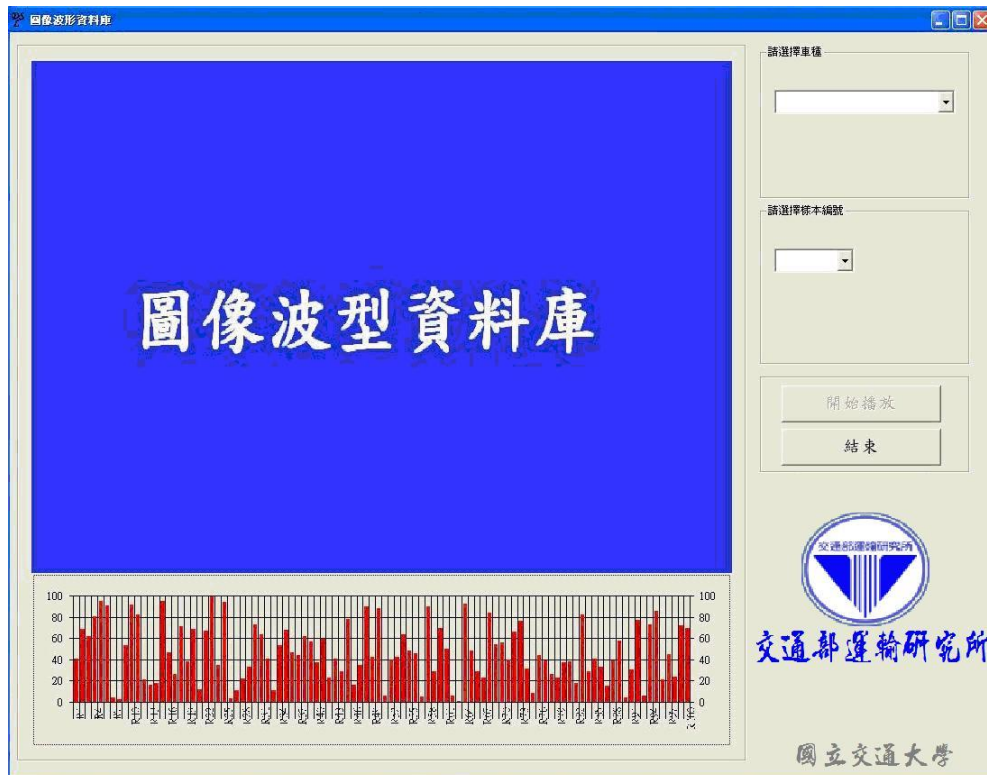 圖像波形資料庫
圖像波型資料庫
100
80
60
40
20
0
100
80
60
40
20
0
請選擇車種
請選擇樣本編號
開始播放
結束
交通部運輸研究所
交通部運輸研究所
國立交通大學